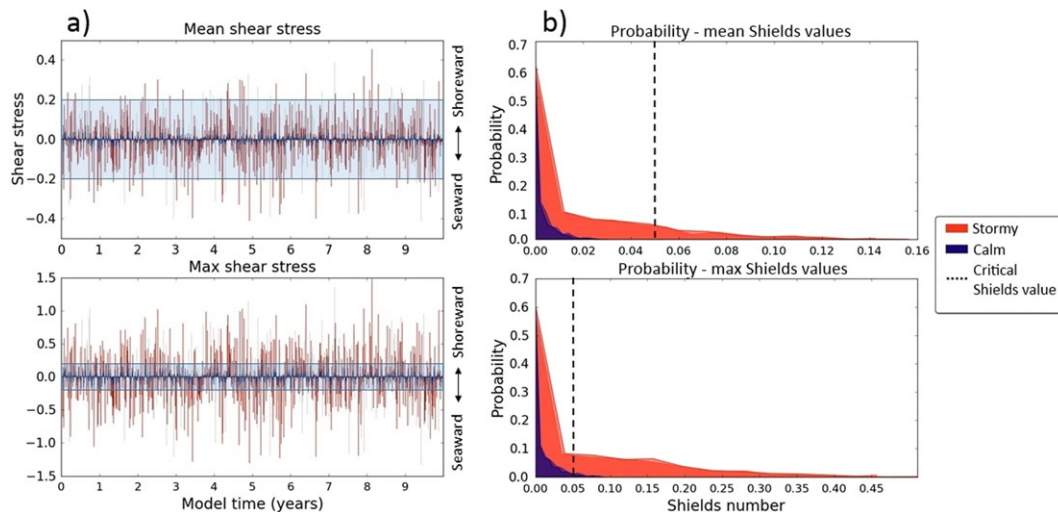 a)
Mean shear stress
0.4
0.2
0.0
−0.2
−0.4
Shear stress
0 1 2 3 4 5 6 7 8 9
Shoreward
Seaward
Max shear stress
1.5
1.0
0.5
0.0
−0.5
−1.0
−1.5
0 1 2 3 4 5 6 7 8 9
Model time (years)
Shoreward
Seaward
b)
Probability - mean Shields values
0.7
0.6
0.5
0.4
0.3
0.2
0.1
0.0
Probability
0.00 0.02 0.04 0.06 0.08 0.10 0.12 0.14 0.16
Probability - max Shields values
0.7
0.6
0.5
0.4
0.3
0.2
0.1
0.0
Probability
0.00 0.05 0.10 0.15 0.20 0.25 0.30 0.35 0.40 0.45
Shields number
Stormy
Calm
Critical
Shields value